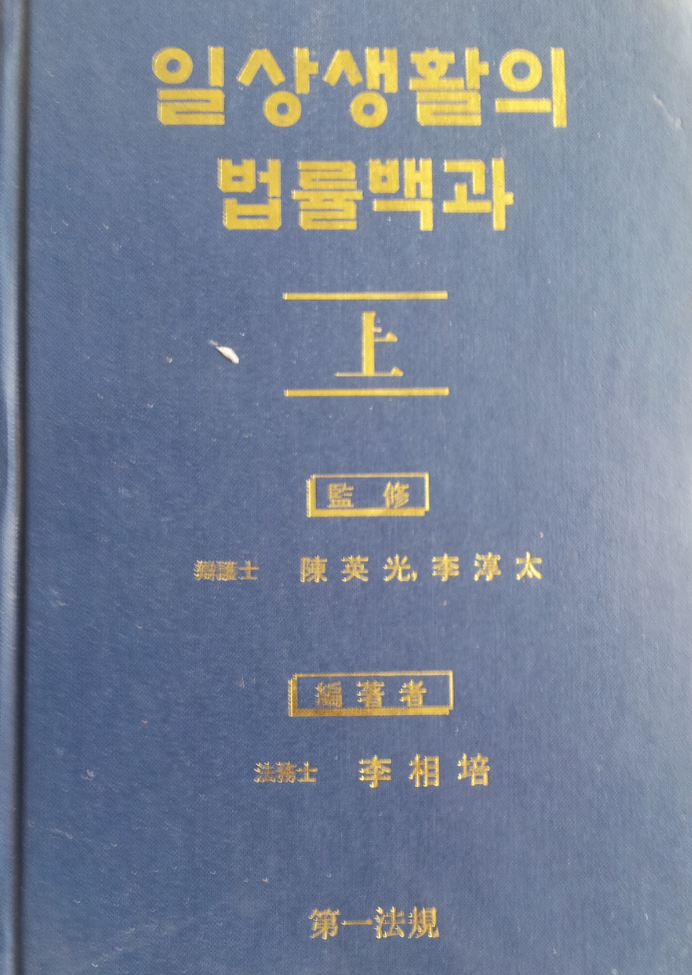 일상생활의
법률백과
上
監修
辯護士 陳英光, 李淳太
編著者
法務士 李相培
第一法規